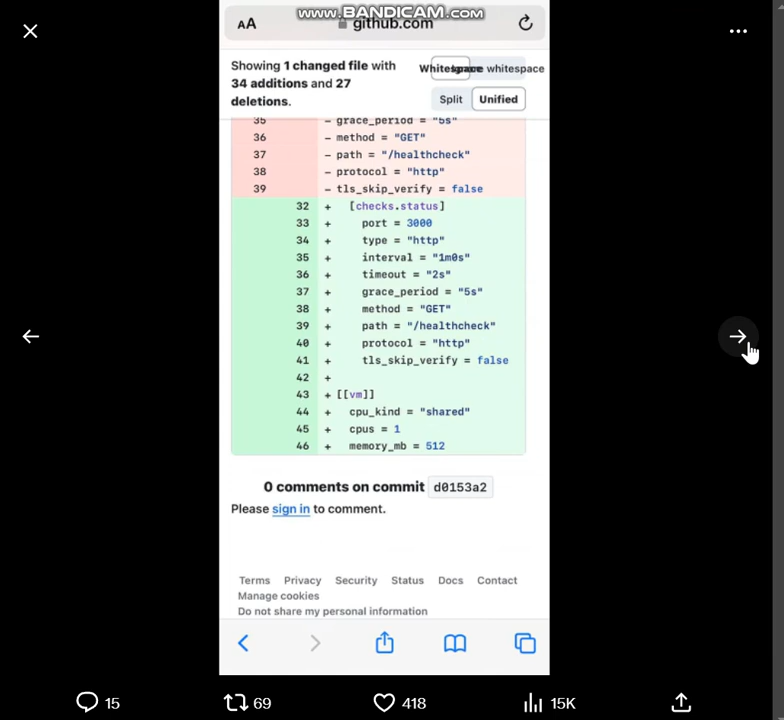 www.BANDICAM.com
AA github.com
Showing 1 changed file with
34 additions and 27
deletions.
Whitespace whitespace
Split Unified
35 - grace_period = "5s"
36 - method = "GET"
37 - path = "/healthcheck"
38 - protocol = "http"
39 - tls_skip_verify = false
32 + [checks.status]
33 + port = 3000
34 + type = "http"
35 + interval = "1m0s"
36 + timeout = "2s"
37 + grace_period = "5s"
38 + method = "GET"
39 + path = "/healthcheck"
40 + protocol = "http"
41 + tls_skip_verify = false
42 +
43 + [[vm]]
44 + cpu_kind = "shared"
45 + cpus = 1
46 + memory_mb = 512
0 comments on commit d0153a2
Please sign in to comment.
Terms Privacy Security Status Docs Contact
Manage cookies
Do not share my personal information
15 69 418 15K